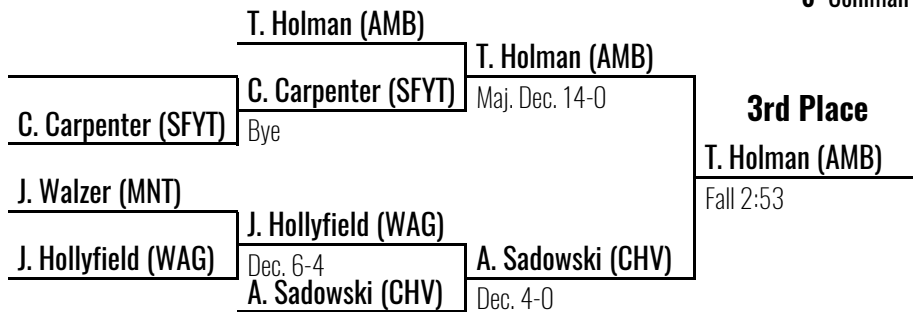 T. Holman (AMB)
T. Holman (AMB)
C. Carpenter (SFYT)
Maj. Dec. 14-0
C. Carpenter (SFYT)
Bye
3rd Place
T. Holman (AMB)
J. Walzer (MNT)
Fall 2:53
J. Hollyfield (WAG)
J. Hollyfield (WAG)
Dec. 6-4
A. Sadowski (CHV)
A. Sadowski (CHV)
Dec. 4-0